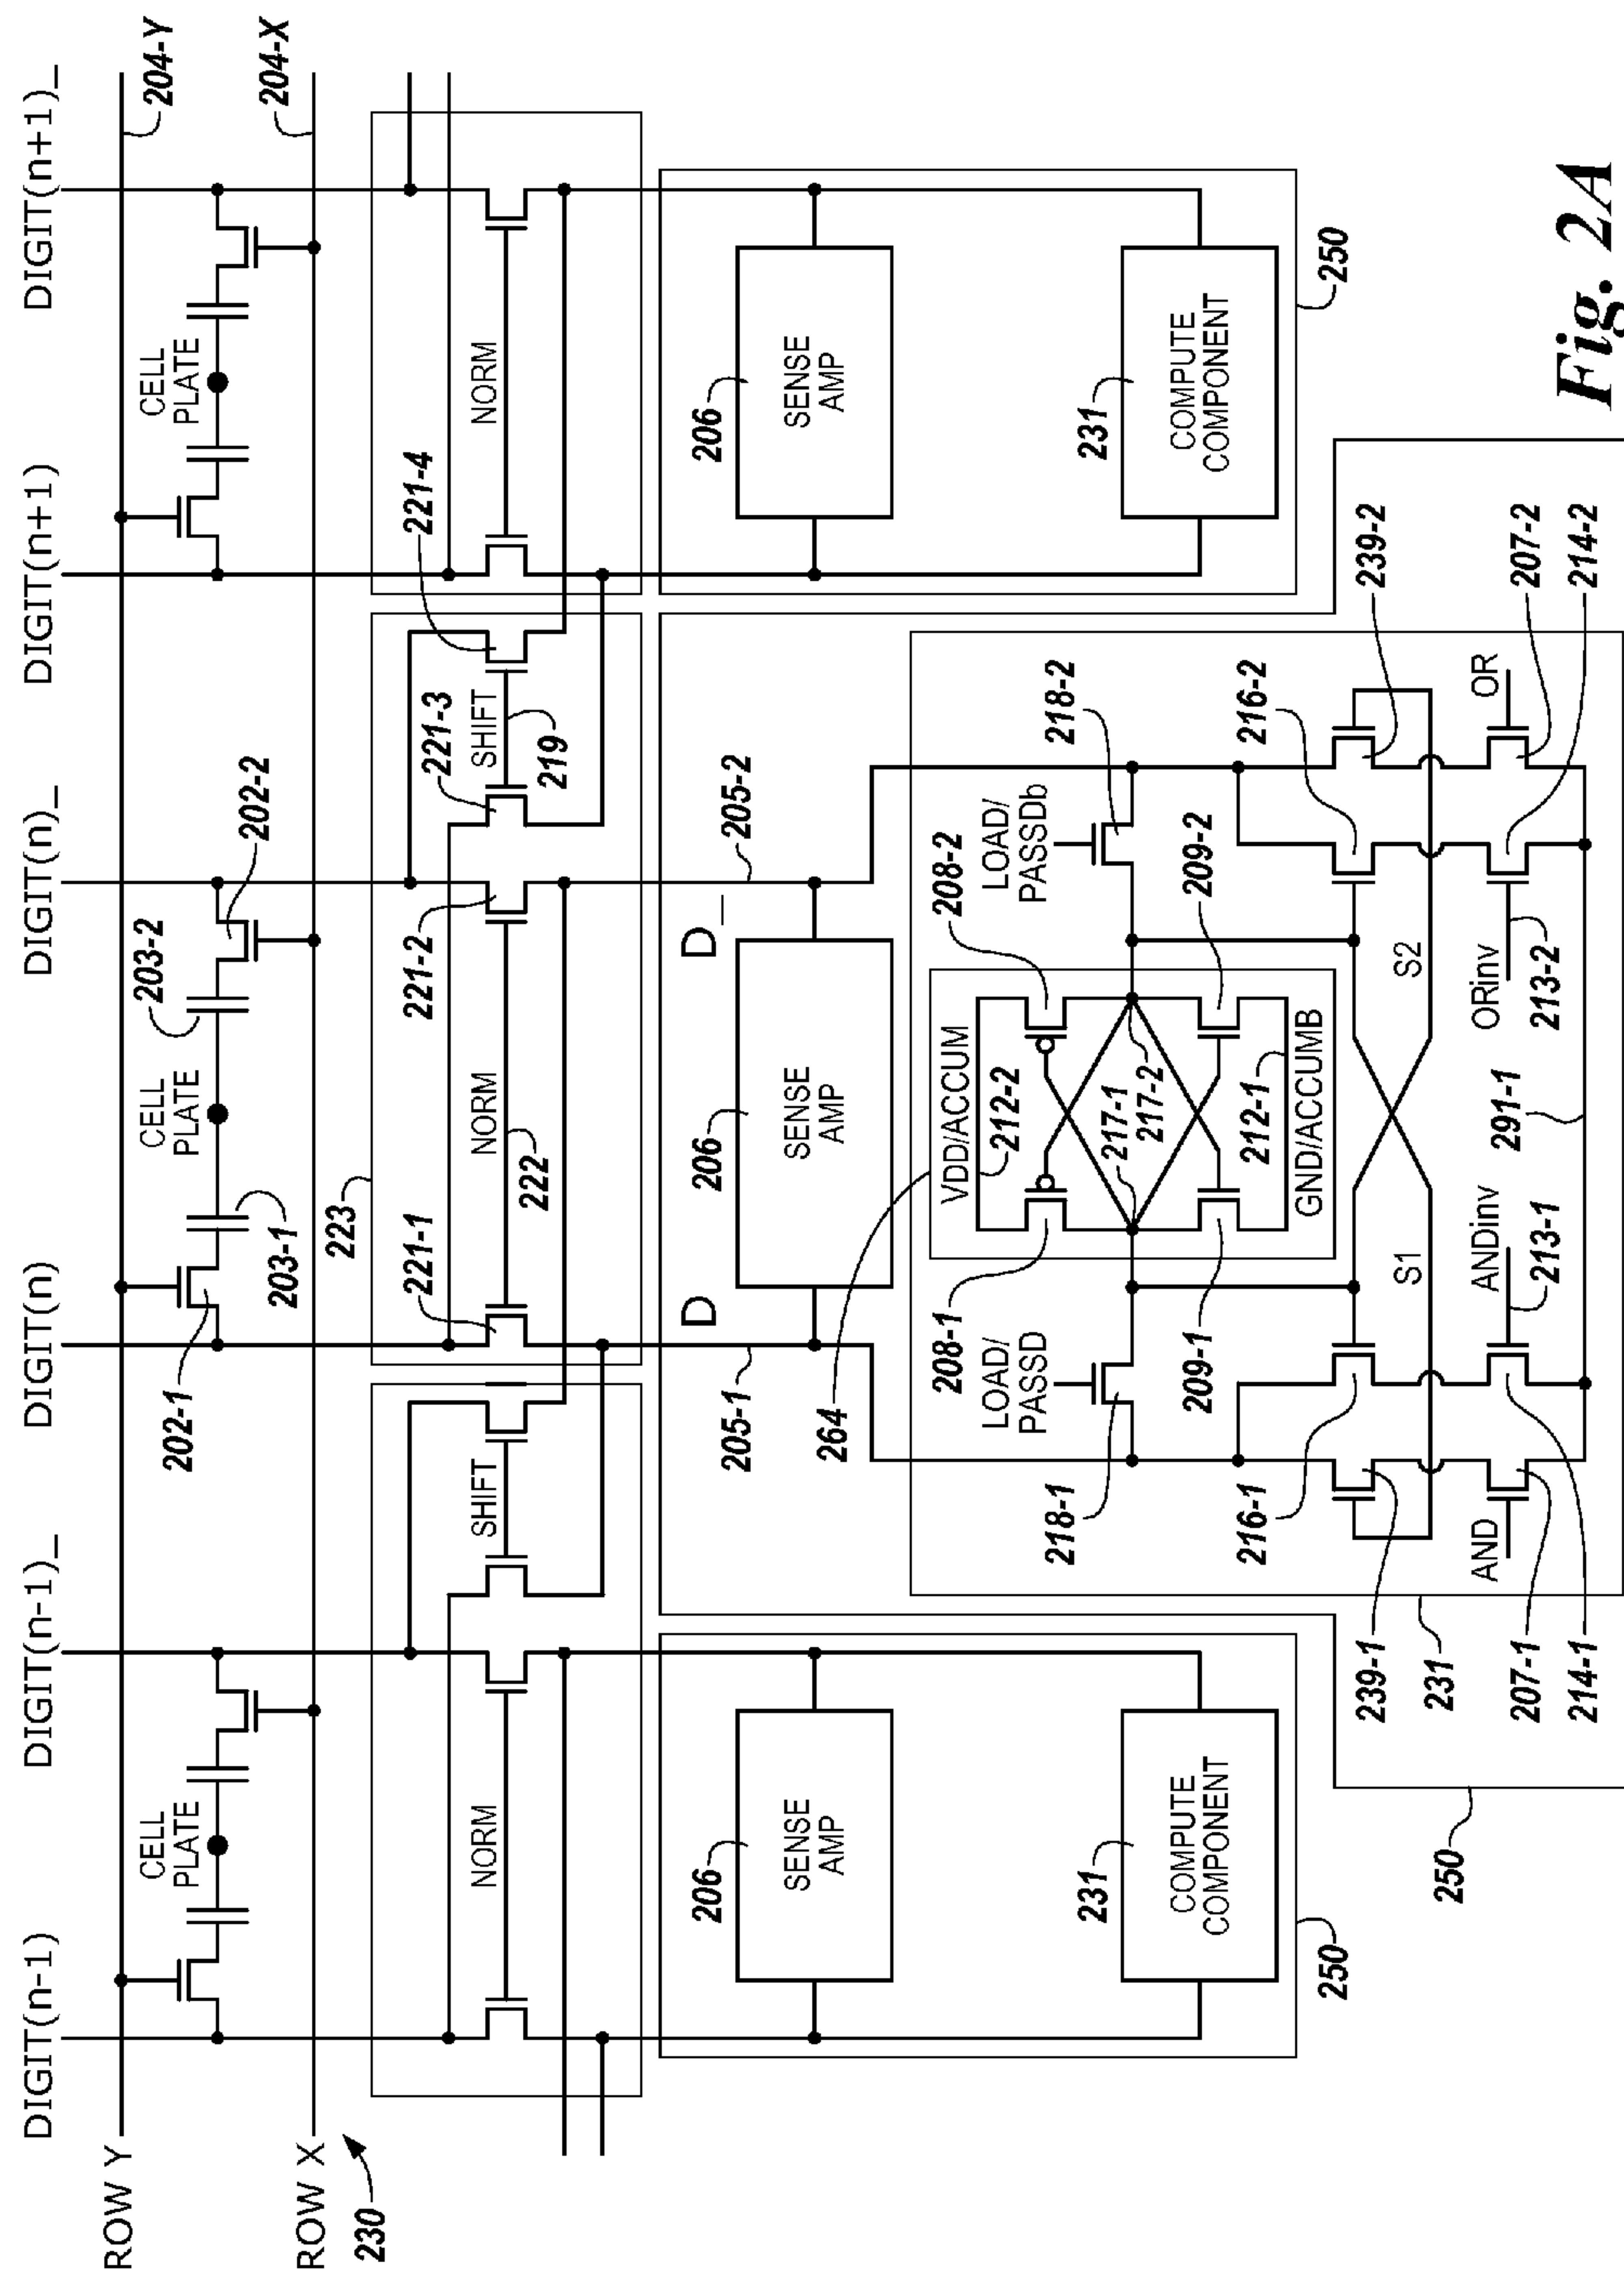 DIGIT(n-1)
DIGIT(n-1)_
DIGIT(n)
DIGIT(n)_
DIGIT(n+1)
DIGIT(n+1)_
ROW Y
204-Y
CELL
PLATE
202-1
203-1
CELL
PLATE
203-2
202-2
CELL
PLATE
ROW X
204-X
230
223
NORM
SHIFT
221-1
NORM
222
221-2
221-3
SHIFT
219
221-4
NORM
205-1
D
D_
205-2
206
SENSE
AMP
206
SENSE
AMP
206
SENSE
AMP
264
218-1
LOAD/
PASSD
208-1
VDD/ACCUM
212-2
208-2
LOAD/
PASSDb
218-2
217-1
217-2
209-1
209-2
212-1
GND/ACCUMB
231
COMPUTE
COMPONENT
231
COMPUTE
COMPONENT
250
250
216-1
216-2
239-1
239-2
S1
S2
231
250
207-1
AND
ANDinv
213-1
291-1
ORinv
213-2
OR
207-2
214-1
214-2
Fig. 2A